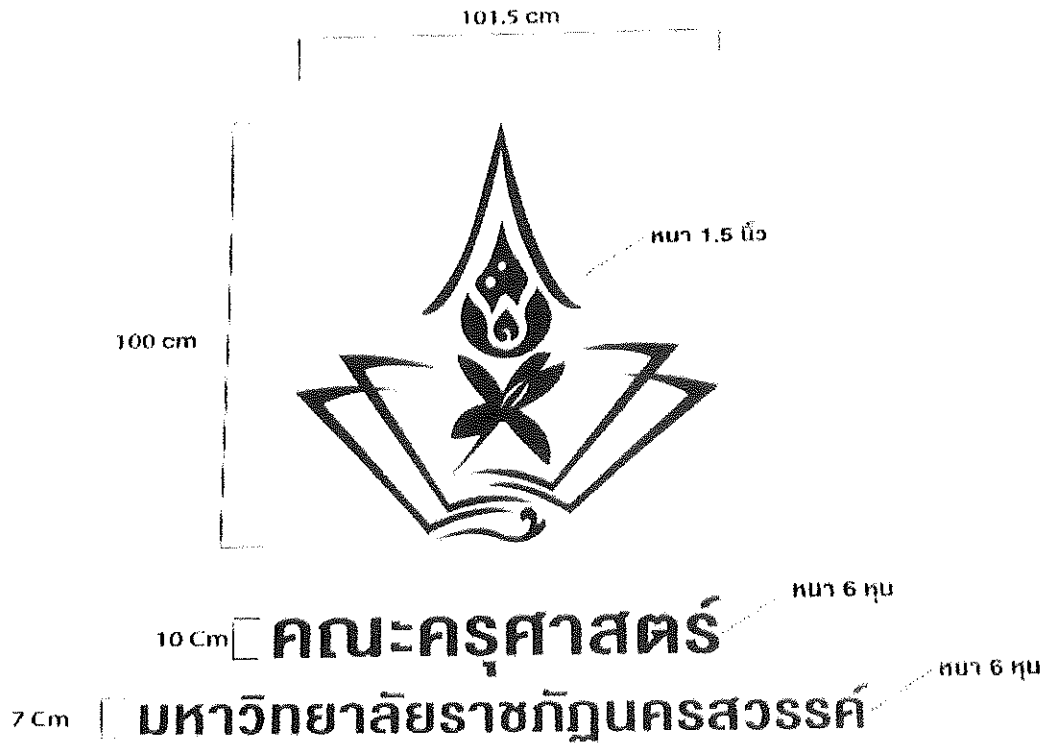 101.5 cm
หนา 1.5 นิ้ว
100 cm
หนา 6 หุน
10 Cm คณะครุศาสตร์
หนา 6 หุน
7 Cm มหาวิทยาลัยราชภัฏนครสวรรค์